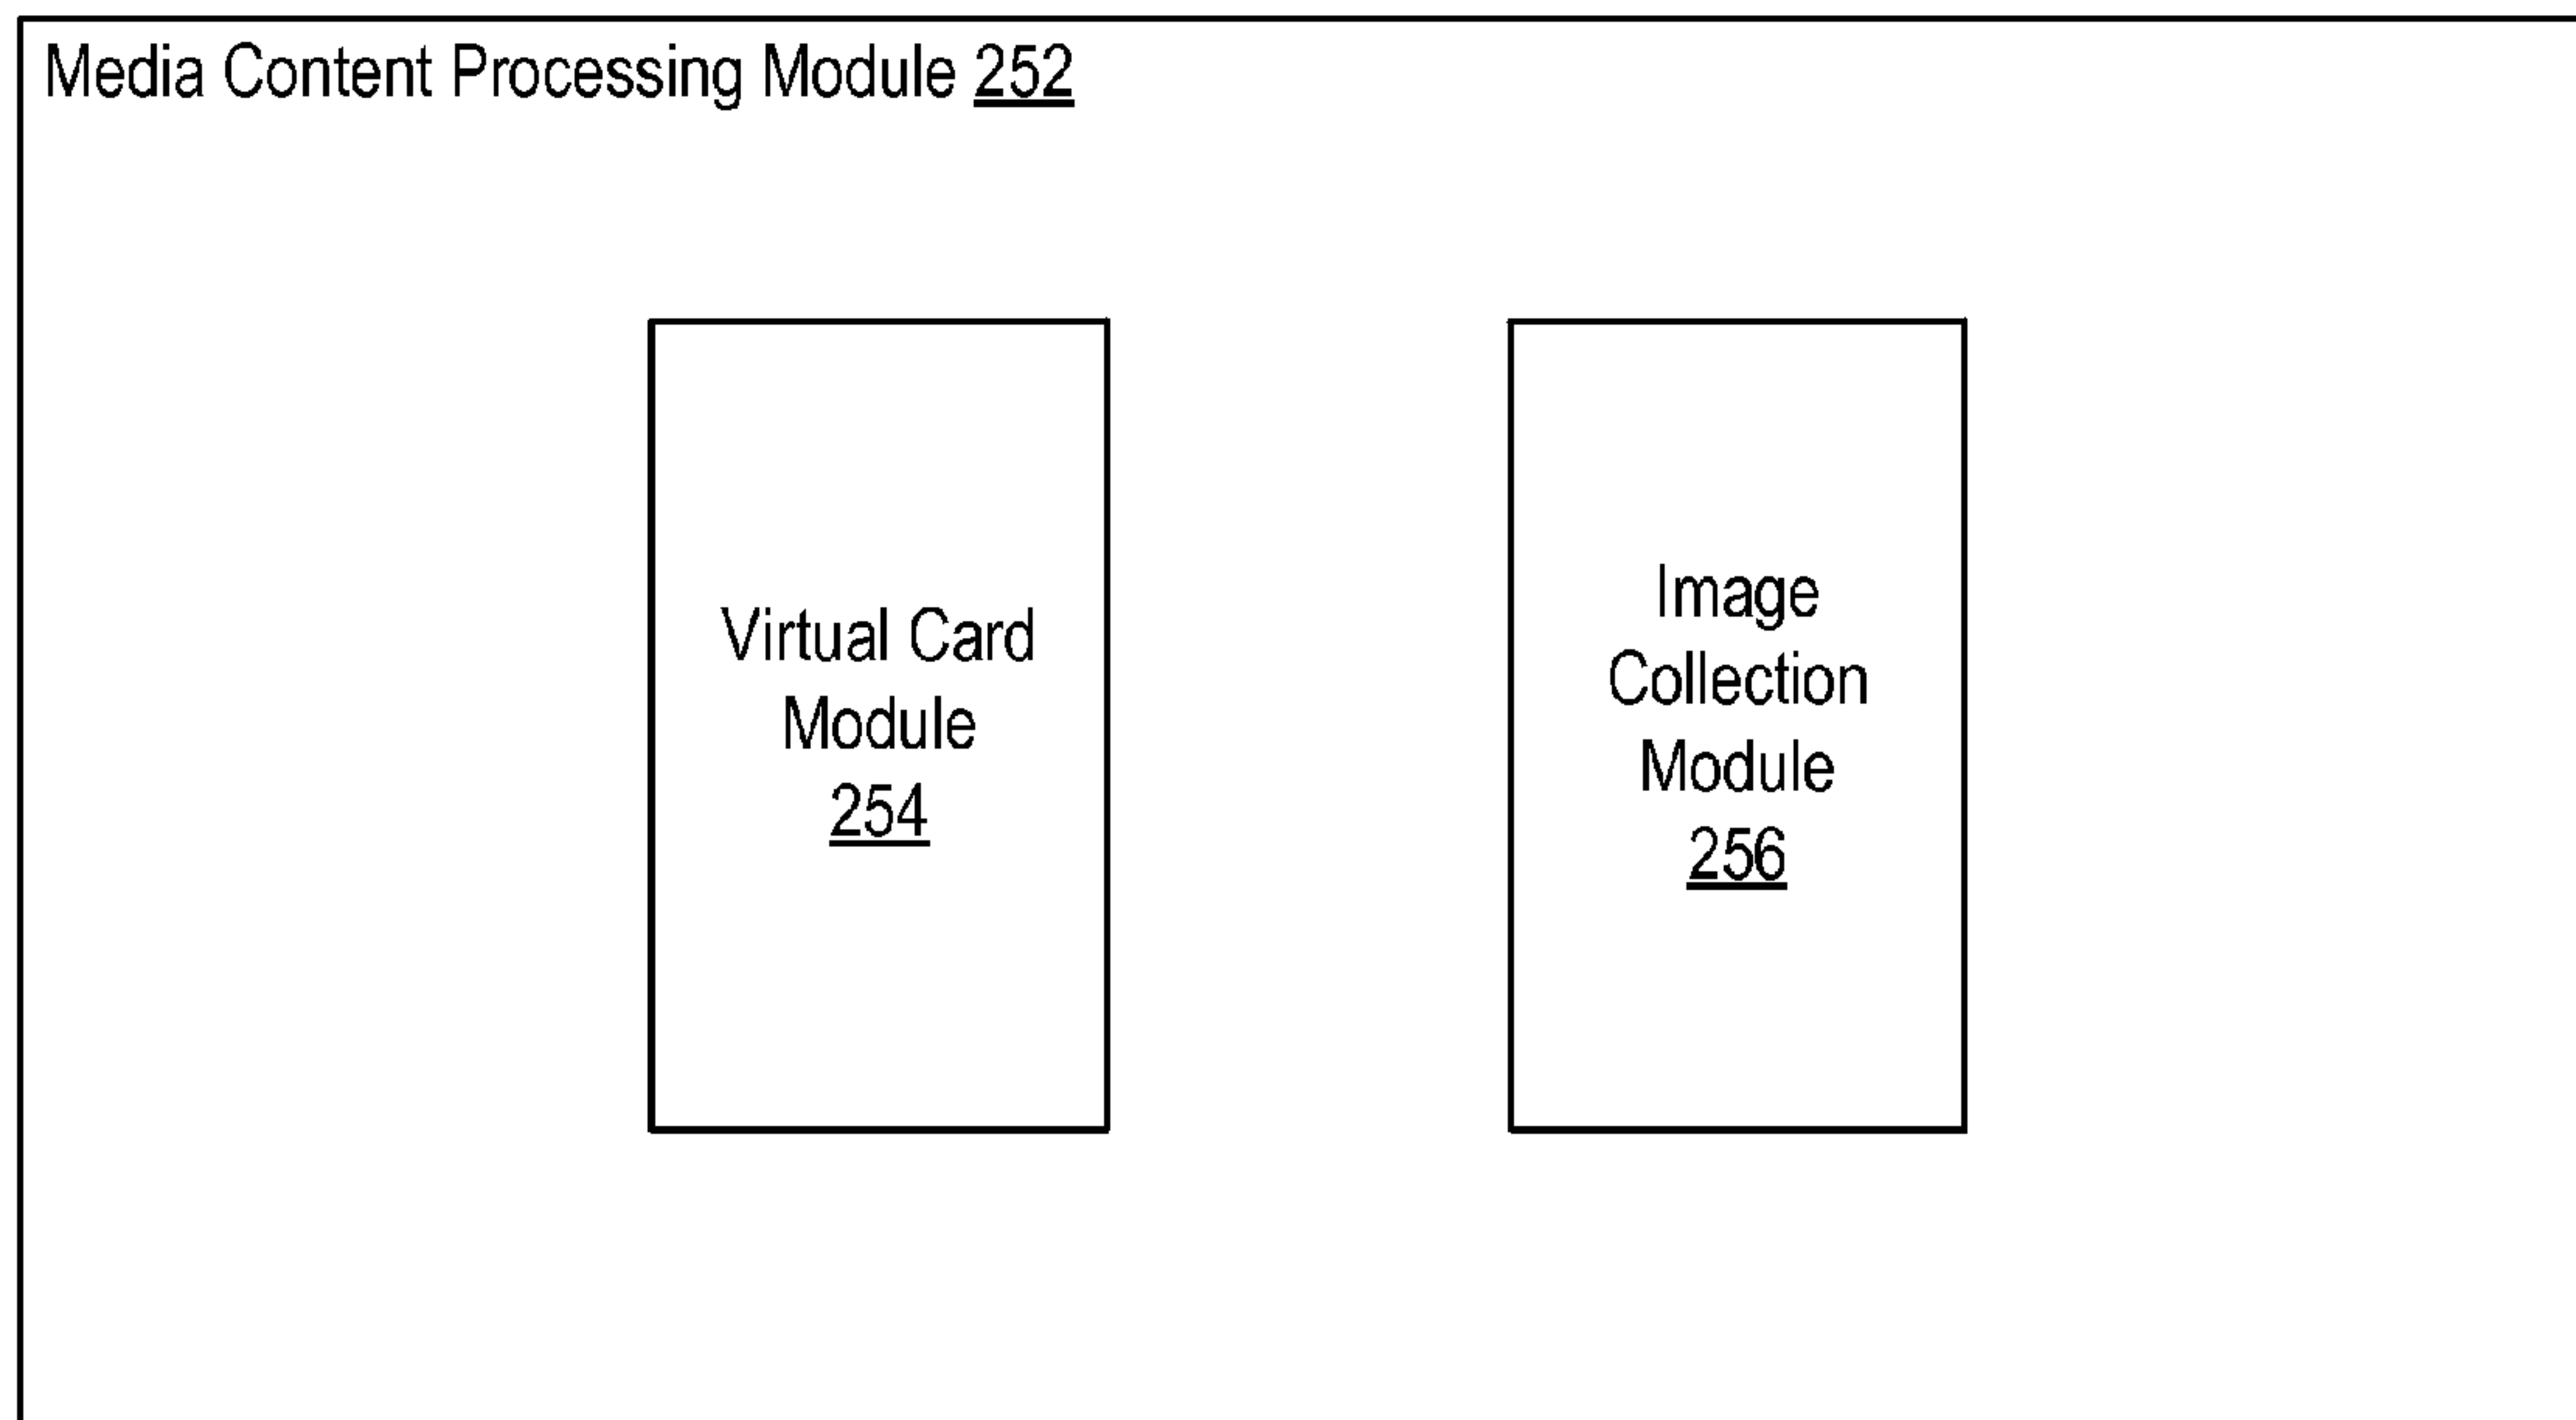 Media Content Processing Module 252
Virtual Card
Module
254
Image
Collection
Module
256